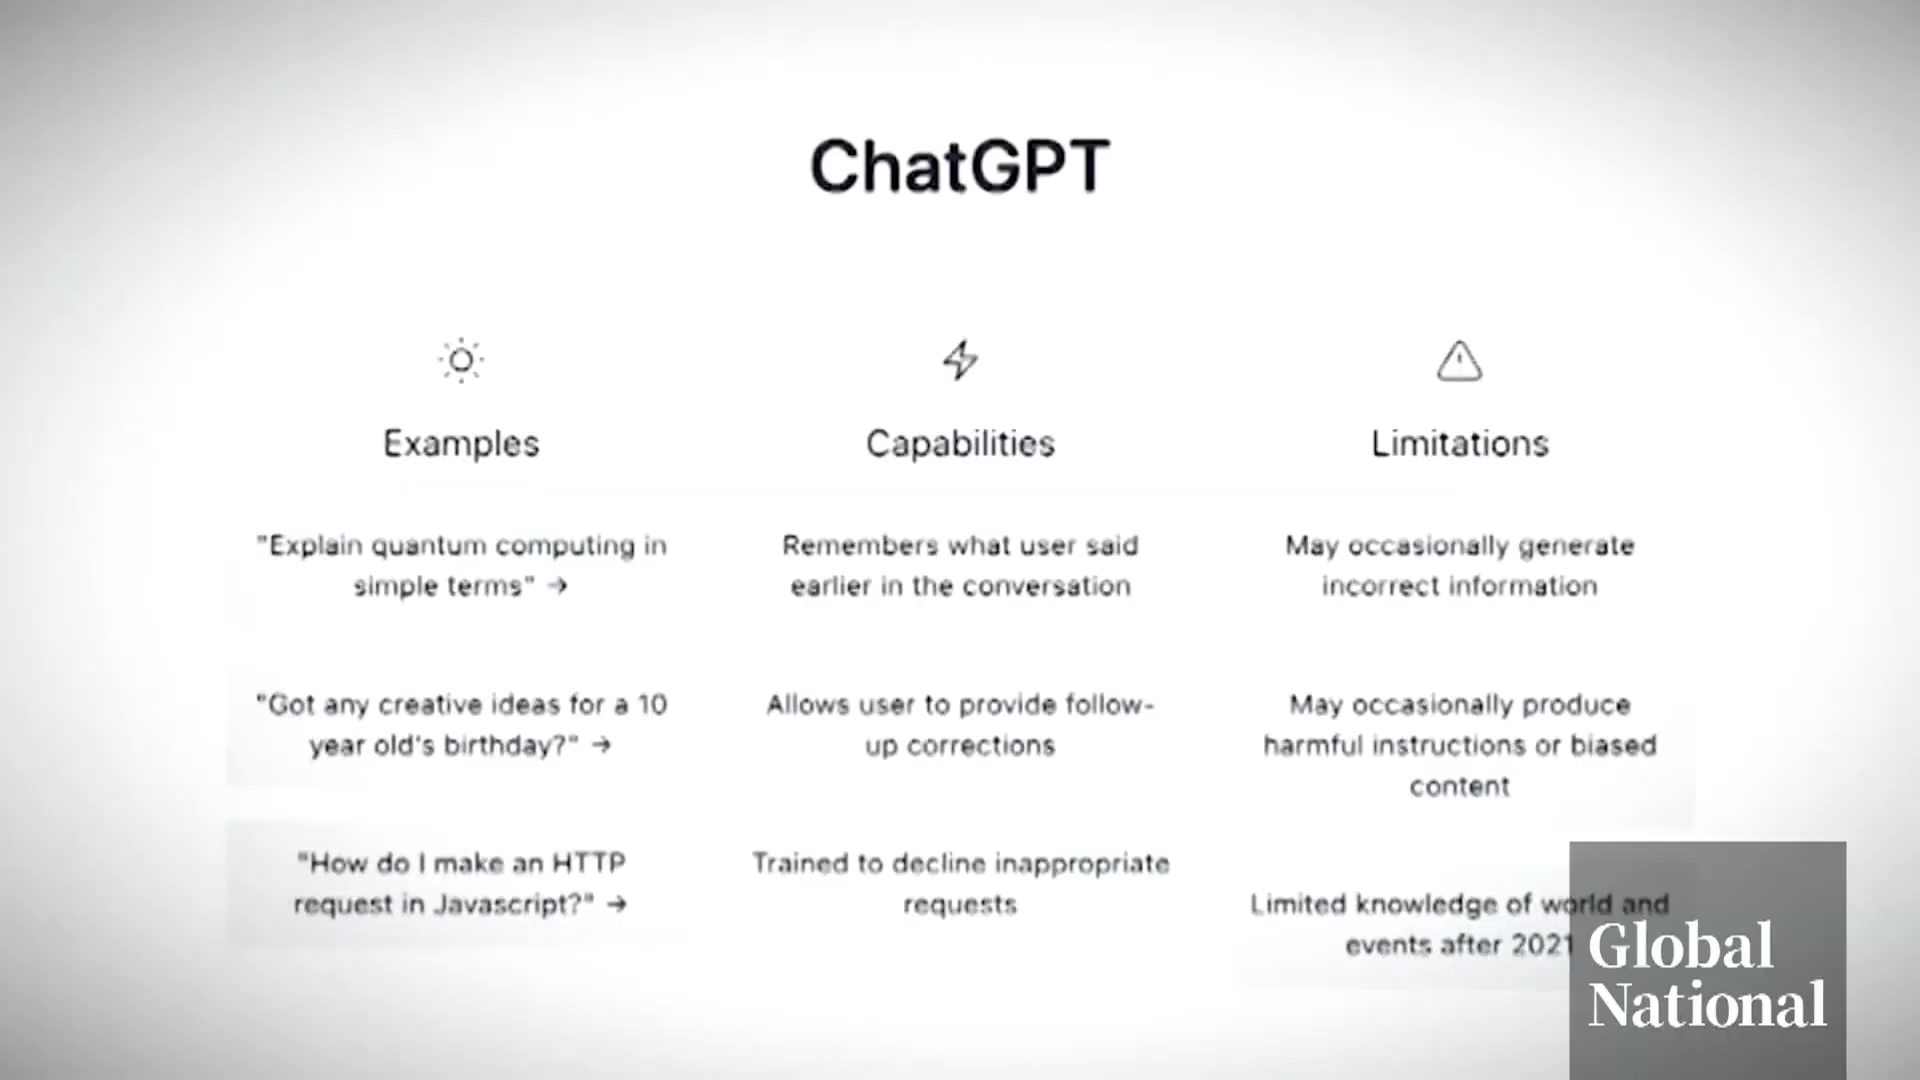 ChatGPT
Examples
"Explain quantum computing in
simple terms" →
"Got any creative ideas for a 10
year old's birthday?" →
"How do I make an HTTP
request in Javascript?" →
Capabilities
Remembers what user said
earlier in the conversation
Allows user to provide follow-
up corrections
Trained to decline inappropriate
requests
Limitations
May occasionally generate
incorrect information
May occasionally produce
harmful instructions or biased
content
Limited knowledge of world and
events after 2021
Global
National